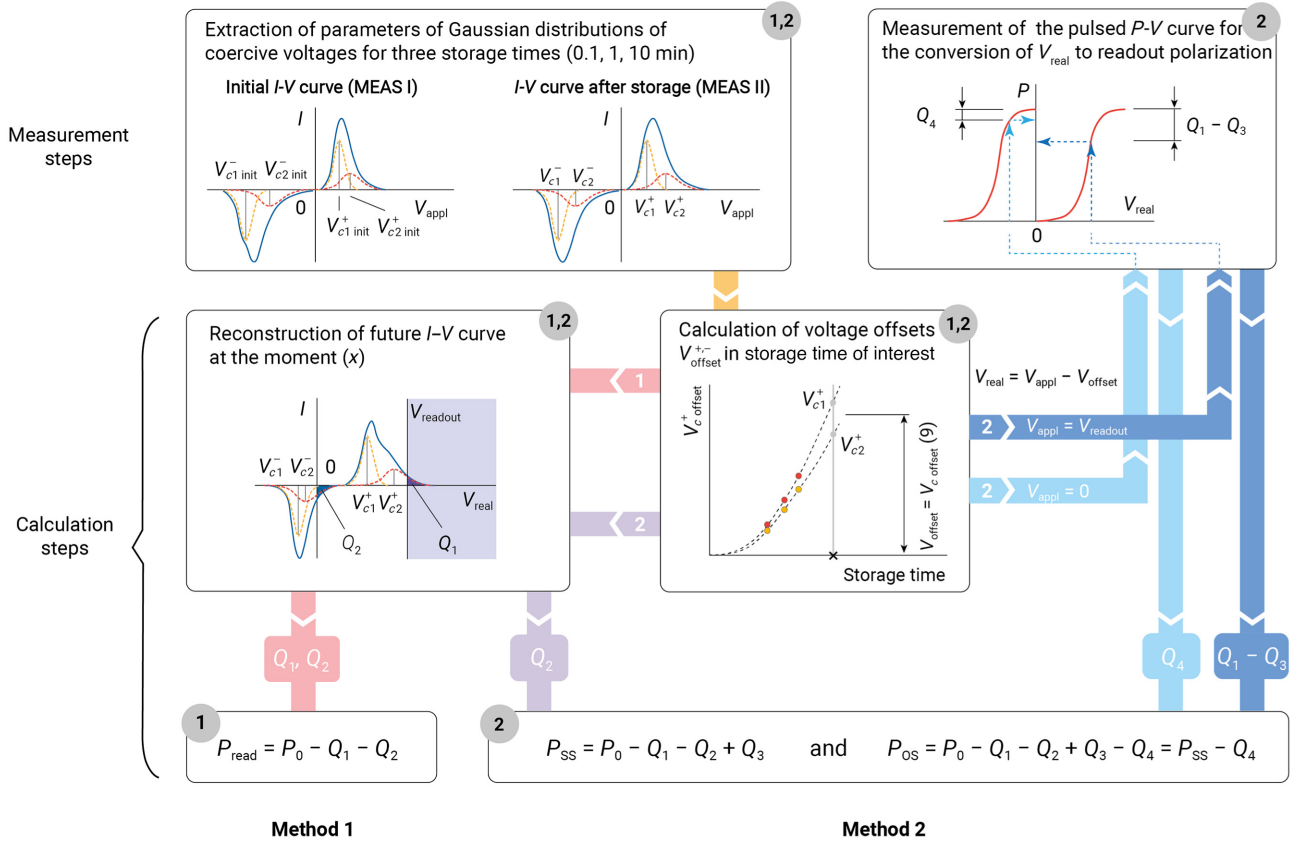 Measurement steps
1,2
Extraction of parameters of Gaussian distributions of
coercive voltages for three storage times (0.1, 1, 10 min)
Initial I-V curve (MEAS I)
I
V⁻c1 init
V⁻c2 init
0
Vappl
V⁺c1 init
V⁺c2 init
I-V curve after storage (MEAS II)
I
V⁻c1
V⁻c2
0
V⁺c1
V⁺c2
Vappl
2
Measurement of the pulsed P-V curve for
the conversion of Vreal to readout polarization
P
Q4
Q1 − Q3
Vreal
0
Calculation steps
1,2
Reconstruction of future I–V curve
at the moment (x)
I
Vreadout
V⁻c1
V⁻c2
0
V⁺c1
V⁺c2
Vreal
Q2
Q1
1
2
1,2
Calculation of voltage offsets
V⁺,⁻offset in storage time of interest
V⁺c offset
V⁺c1
V⁺c2
Voffset = Vc offset (9)
Storage time
Vreal = Vappl − Voffset
2
Vappl = Vreadout
2
Vappl = 0
Q1, Q2
Q2
Q4
Q1 − Q3
1
Pread = P0 − Q1 − Q2
2
PSS = P0 − Q1 − Q2 + Q3
and
POS = P0 − Q1 − Q2 + Q3 − Q4 = PSS − Q4
Method 1
Method 2